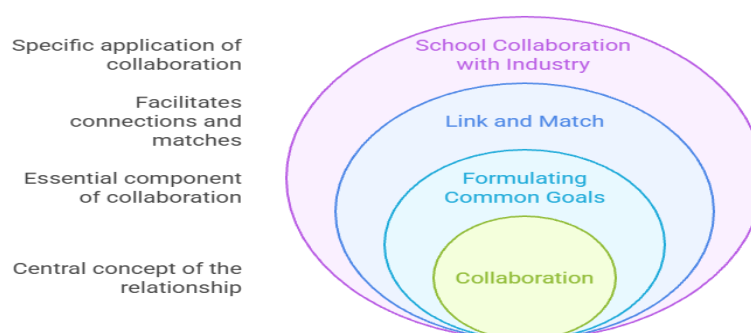 Specific application of
collaboration
School Collaboration
with Industry
Facilitates
connections and
matches
Link and Match
Essential component
of collaboration
Formulating
Common Goals
Central concept of the
relationship
Collaboration